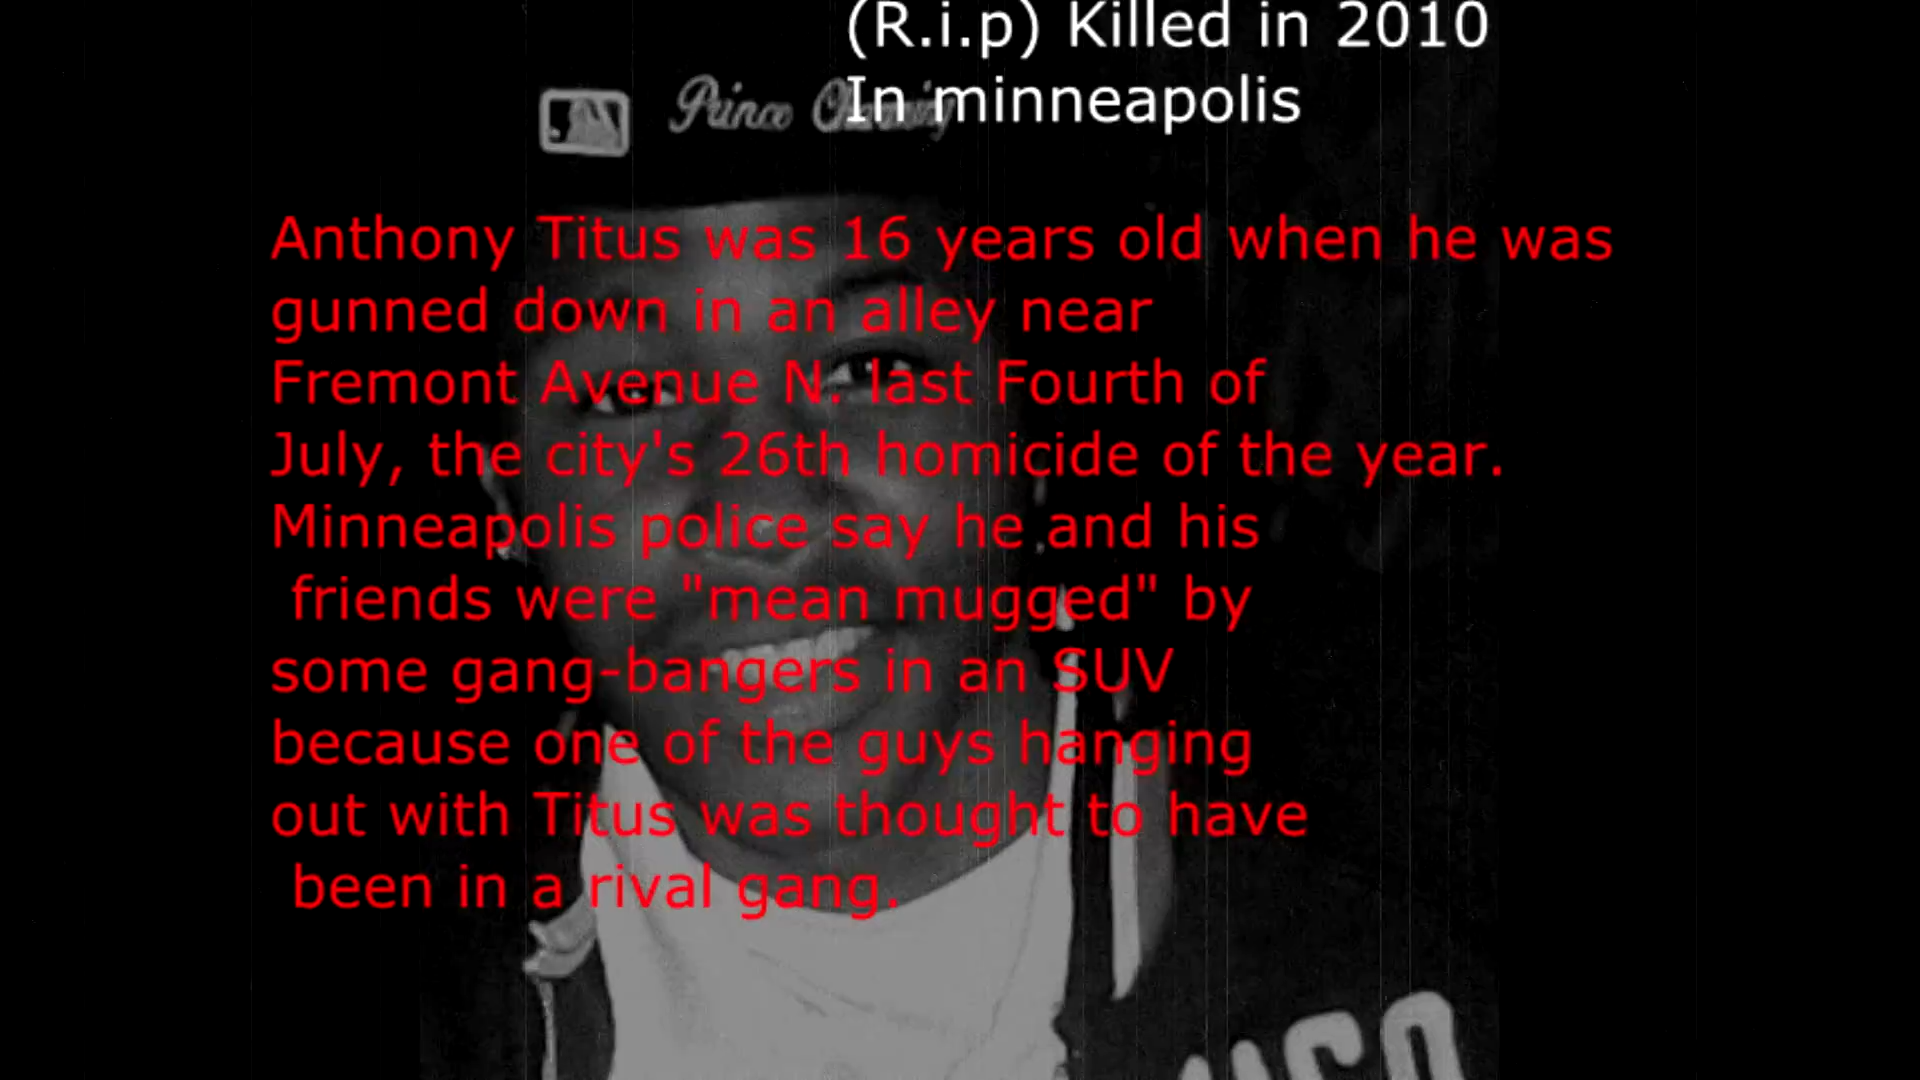 (R.i.p) Killed in 2010
In minneapolis
Prince Charming
Anthony Titus was 16 years old when he was
gunned down in an alley near
Fremont Avenue N. last Fourth of
July, the city's 26th homicide of the year.
Minneapolis police say he and his
friends were "mean mugged" by
some gang-bangers in an SUV
because one of the guys hanging
out with Titus was thought to have
been in a rival gang.